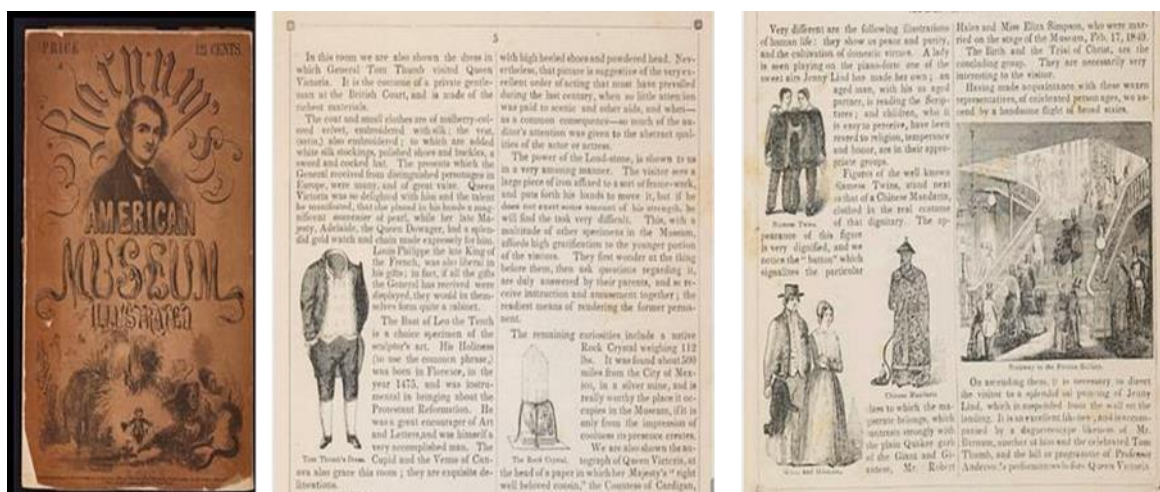 PRICE
12½ CENTS.
Barnum's
AMERICAN
MUSEUM
ILLUSTRATED
5
In this room we are also shown the dress in
which General Tom Thumb visited Queen
Victoria. It is the costume of a private gentle-
man at the British Court, and is made of the
richest materials.
The coat and small clothes are of mulberry-col-
ored velvet, embroidered with silk; the vest,
(satin,) also embroidered; to which are added
white silk stockings, polished shoes and buckles, a
sword and cocked hat. The presents which the
General received from distinguished personages in
Europe, were many, and of great value. Queen
Victoria was so delighted with him and the talent
he manifested, that she placed in his hands a mag-
nificent souvenir of pearl, while her late Ma-
jesty, Adelaide, the Queen Dowager, had a splen-
did gold watch and chain made expressly for him.
Louis Philippe the late King of
the French, was also liberal in
his gifts; in fact, if all the gifts
the General has received were
displayed, they would in them-
selves form quite a cabinet.
The Bust of Leo the Tenth
is a choice specimen of the
sculptor's art. His Holiness
(to use the common phrase,)
was born in Florence, in the
year 1475, and was instru-
mental in bringing about the
Protestant Reformation. He
was a great encourager of Art
and Letters, and was himself a
very accomplished man. The
Tom Thumb's Dress.
Cupid and the Venus of Can-
ova also grace this room; they are exquisite de-
lineations.
with high heeled shoes and powdered head. Nev-
ertheless, that picture is suggestive of the very ex-
cellent order of acting that must have prevailed
during the last century, when so little attention
was paid to scenic and other aids, and when—
as a common consequence—so much of the au-
ditor's attention was given to the abstract qual-
ities of the actor or actress.
The power of the Load-stone, is shown to us
in a very amusing manner. The visitor sees a
large piece of iron affixed to a sort of frame-work,
and puts forth his hands to move it, but if he
does not exert some amount of his strength, he
will find the task very difficult. This, with a
multitude of other specimens in the Museum,
affords high gratification to the younger portion
of the visitors. They first wonder at the thing
before them, then ask questions regarding it,
are duly answered by their parents, and so re-
ceive instruction and amusement together; the
readiest means of rendering the former perma-
nent.
The remaining curiosities include a native
Rock Crystal weighing 112
lbs. It was found about 500
miles from the City of Mex-
ico, in a silver mine, and is
really worthy the place it oc-
cupies in the Museum, if it is
only from the impression of
coolness its presence creates.
The Rock Crystal.
We are also shown the au-
tograph of Queen Victoria, at
the head of a paper in which her Majesty's "right
well beloved cousin," the Countess of Cardigan,
Very different are the following illustrations
of human life: they show us peace and purity,
and the cultivation of domestic virtue. A lady
is seen playing on the piano-forte one of the
sweet airs Jenny Lind has made her own; an
aged man, with his as aged
partner, is reading the Scrip-
tures; and children, who it
is easy to perceive, have been
reared to religion, temperance
and honor, are in their appro-
priate groups.
Figures of the well known
Siamese Twins, stand next
to that of a Chinese Mandarin,
clothed in the real costume
Siamese Twins.
of that dignitary. The ap-
pearance of this figure
is very dignified, and we
notice the "button" which
signalizes the particular
Chinese Mandarin
class to which the man-
darin belongs, which
contrasts strongly with
the plain Quaker garb
of the Giant and Gi-
antess, Mr. Robert
Giant and Giantess.
Hales and Miss Eliza Simpson, who were mar-
ried on the stage of the Museum, Feb. 17, 1849.
The Birth and the Trial of Christ, are the
concluding group. They are necessarily very
interesting to the visitor.
Having made acquaintance with these waxen
representatives, of celebrated personages, we as-
cend by a handsome flight of broad stairs.
Stairway to the Picture Gallery.
On ascending them, it is necessary to direct
the visitor to a splendid oil painting of Jenny
Lind, which is suspended from the wall on the
landing. It is an excellent likeness, and is accom-
panied by a daguerreotype likeness of Mr.
Barnum, another of him and the celebrated Tom
Thumb, and the bill or programme of Professor
Anderson's performances before Queen Victoria